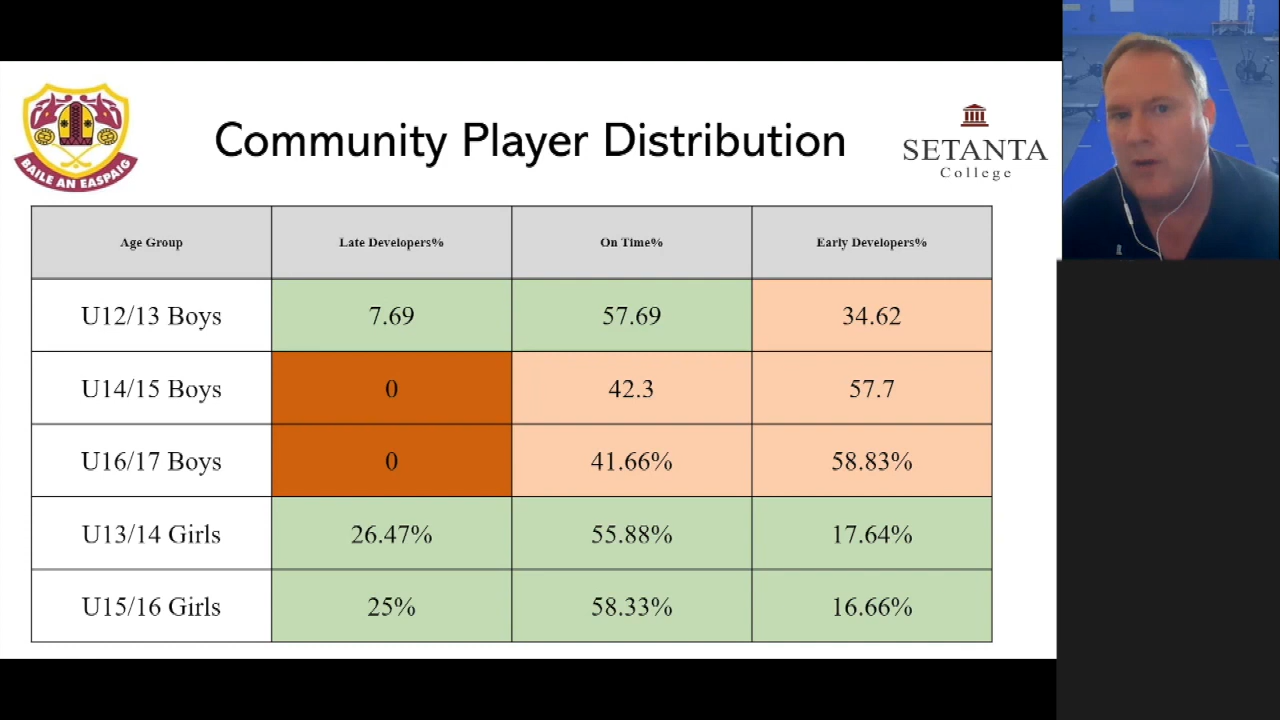 Community Player Distribution
BAILE AN EASPAIG
SETANTA
College
Age Group Late Developers% On Time% Early Developers%
U12/13 Boys 7.69 57.69 34.62
U14/15 Boys 0 42.3 57.7
U16/17 Boys 0 41.66% 58.83%
U13/14 Girls 26.47% 55.88% 17.64%
U15/16 Girls 25% 58.33% 16.66%